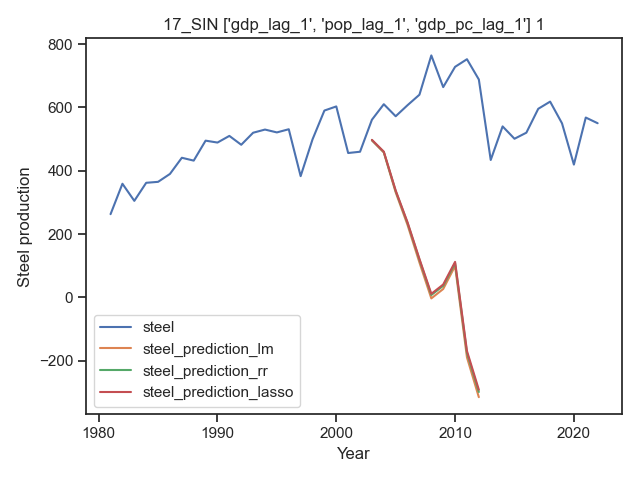 17_SIN ['gdp_lag_1', 'pop_lag_1', 'gdp_pc_lag_1'] 1
800
600
400
200
0
−200
Steel production
steel
steel_prediction_lm
steel_prediction_rr
steel_prediction_lasso
1980
1990
2000
2010
2020
Year